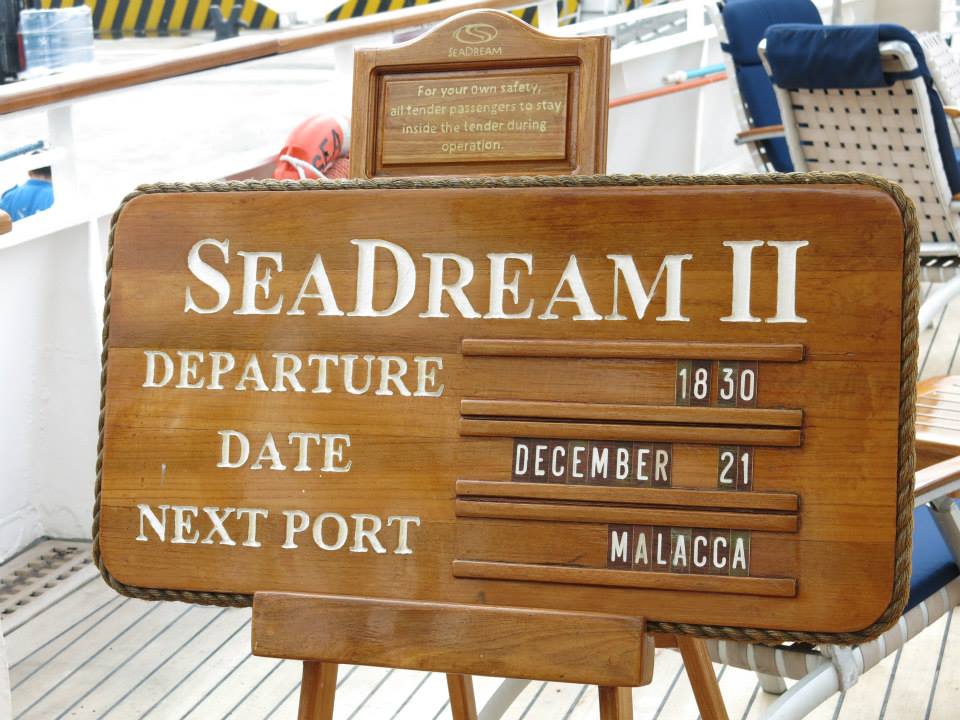 SEADREAM
For your own safety,
all tender passengers to stay
inside the tender during
operation.
SEA
SEADREAM II
DEPARTURE 1830
DATE DECEMBER 21
NEXT PORT MALACCA